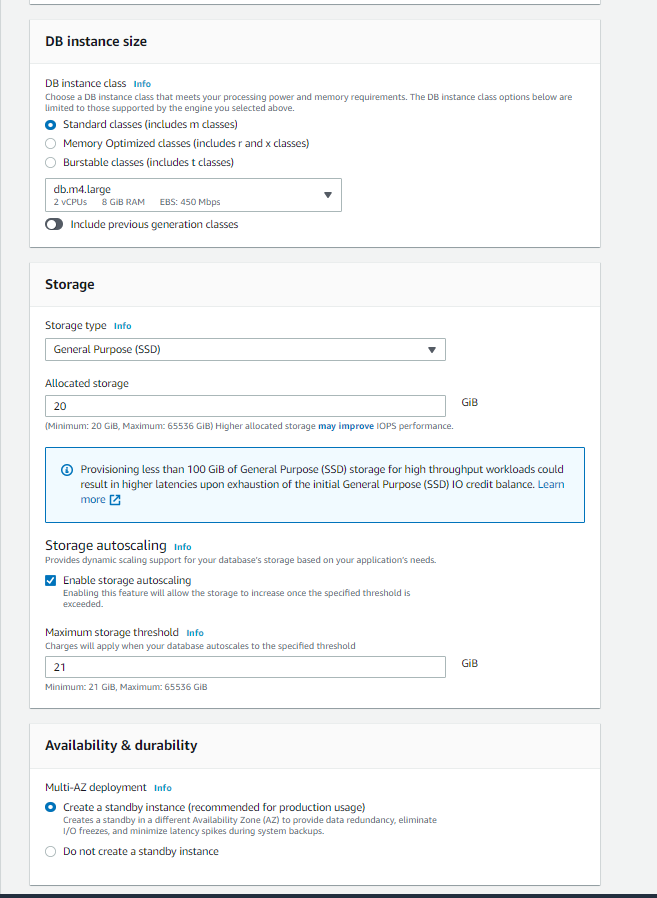 DB instance size
DB instance class Info
Choose a DB instance class that meets your processing power and memory requirements. The DB instance class options below are
limited to those supported by the engine you selected above.
Standard classes (includes m classes)
Memory Optimized classes (includes r and x classes)
Burstable classes (includes t classes)
db.m4.large
2 vCPUs 8 GiB RAM EBS: 450 Mbps
Include previous generation classes
Storage
Storage type Info
General Purpose (SSD)
Allocated storage
20 GiB
(Minimum: 20 GiB, Maximum: 65536 GiB) Higher allocated storage may improve IOPS performance.
Provisioning less than 100 GiB of General Purpose (SSD) storage for high throughput workloads could
result in higher latencies upon exhaustion of the initial General Purpose (SSD) IO credit balance. Learn
more
Storage autoscaling Info
Provides dynamic scaling support for your database's storage based on your application's needs.
Enable storage autoscaling
Enabling this feature will allow the storage to increase once the specified threshold is
exceeded.
Maximum storage threshold Info
Charges will apply when your database autoscales to the specified threshold
21 GiB
Minimum: 21 GiB, Maximum: 65536 GiB
Availability & durability
Multi-AZ deployment Info
Create a standby instance (recommended for production usage)
Creates a standby in a different Availability Zone (AZ) to provide data redundancy, eliminate
I/O freezes, and minimize latency spikes during system backups.
Do not create a standby instance